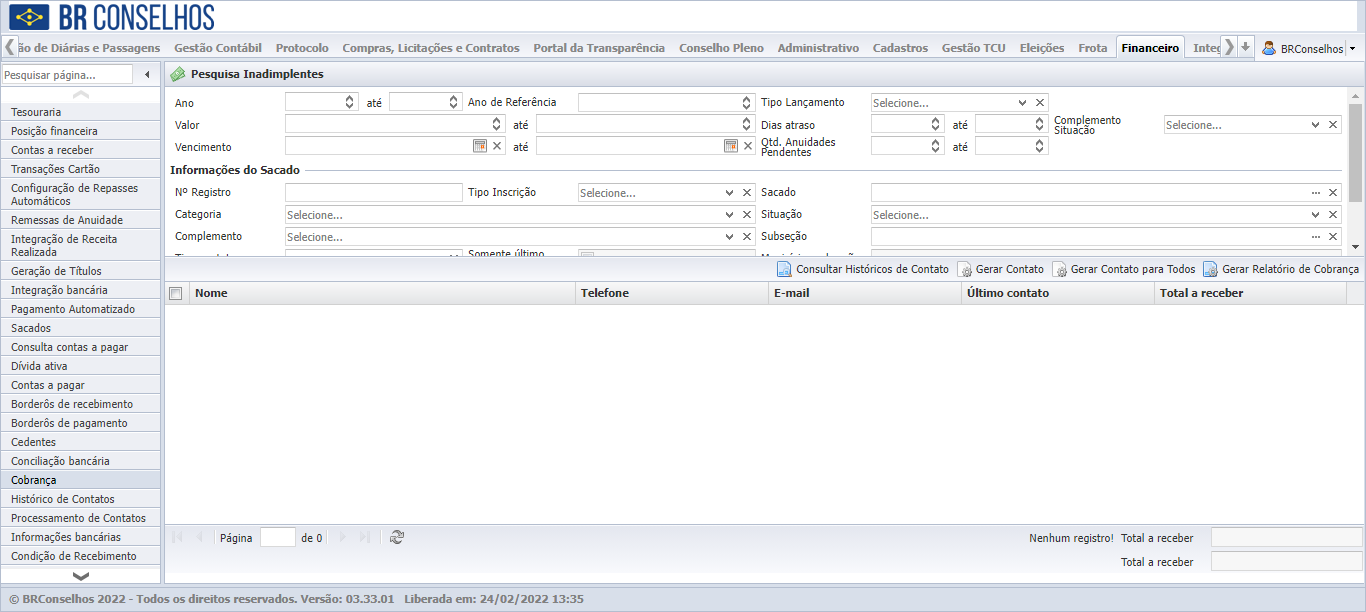 BR CONSELHOS
ão de Diárias e Passagens Gestão Contábil Protocolo Compras, Licitações e Contratos Portal da Transparência Conselho Pleno Administrativo Cadastros Gestão TCU Eleições Frota Financeiro Integ BRConselhos
Pesquisar página...
Tesouraria
Posição financeira
Contas a receber
Transações Cartão
Configuração de Repasses
Automáticos
Remessas de Anuidade
Integração de Receita
Realizada
Geração de Títulos
Integração bancária
Pagamento Automatizado
Sacados
Consulta contas a pagar
Dívida ativa
Contas a pagar
Borderôs de recebimento
Borderôs de pagamento
Cedentes
Conciliação bancária
Cobrança
Histórico de Contatos
Processamento de Contatos
Informações bancárias
Condição de Recebimento
Pesquisa Inadimplentes
Ano até Ano de Referência Tipo Lançamento Selecione...
Valor até Dias atraso até Complemento
Situação Selecione...
Vencimento até Qtd. Anuidades
Pendentes até
Informações do Sacado
Nº Registro Tipo Inscrição Selecione... Sacado
Categoria Selecione... Situação Selecione...
Complemento Selecione... Subseção
Somente último
Consultar Históricos de Contato Gerar Contato Gerar Contato para Todos Gerar Relatório de Cobrança
Nome Telefone E-mail Último contato Total a receber
Página de 0 Nenhum registro! Total a receber
Total a receber
© BRConselhos 2022 - Todos os direitos reservados. Versão: 03.33.01 Liberada em: 24/02/2022 13:35